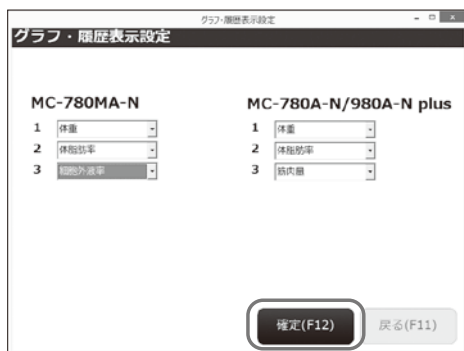 グラフ・履歴表示設定
グラフ・履歴表示設定
MC-780MA-N
1 体重
2 体脂肪率
3 細胞外液率
MC-780A-N/980A-N plus
1 体重
2 体脂肪率
3 筋肉量
確定(F12)
戻る(F11)